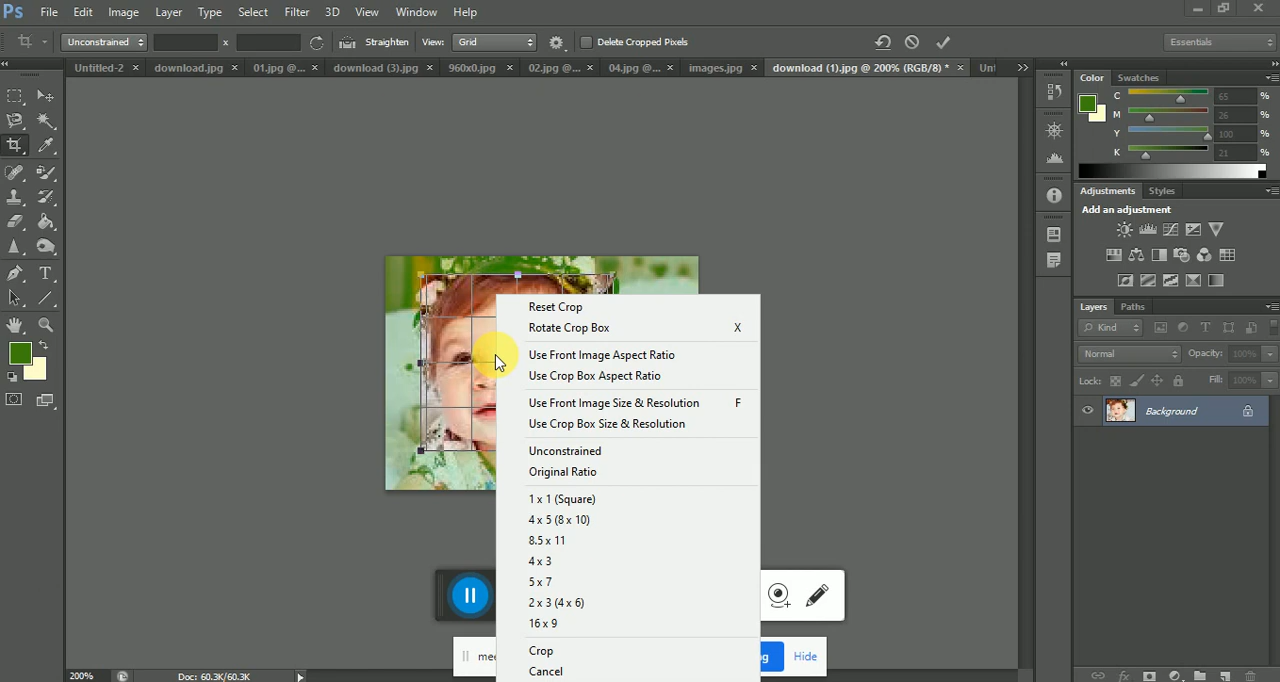 Ps File Edit Image Layer Type Select Filter 3D View Window Help
Unconstrained x Straighten View: Grid Delete Cropped Pixels Essentials
Untitled-2 × download.jpg × 01.jpg @... × download (3).jpg × 960x0.jpg × 02.jpg @... × 04.jpg @... × images.jpg × download (1).jpg @ 200% (RGB/8) * × Unt >>
Color Swatches
C 65 %
M 26 %
Y 100 %
K 21 %
Adjustments Styles
Add an adjustment
Layers Paths
Kind
Normal Opacity: 100%
Lock: Fill: 100%
Background
Reset Crop
Rotate Crop Box X
Use Front Image Aspect Ratio
Use Crop Box Aspect Ratio
Use Front Image Size & Resolution F
Use Crop Box Size & Resolution
Unconstrained
Original Ratio
1 x 1 (Square)
4 x 5 (8 x 10)
8.5 x 11
4 x 3
5 x 7
2 x 3 (4 x 6)
16 x 9
Crop
Cancel
Hide
200% Doc: 60.3K/60.3K